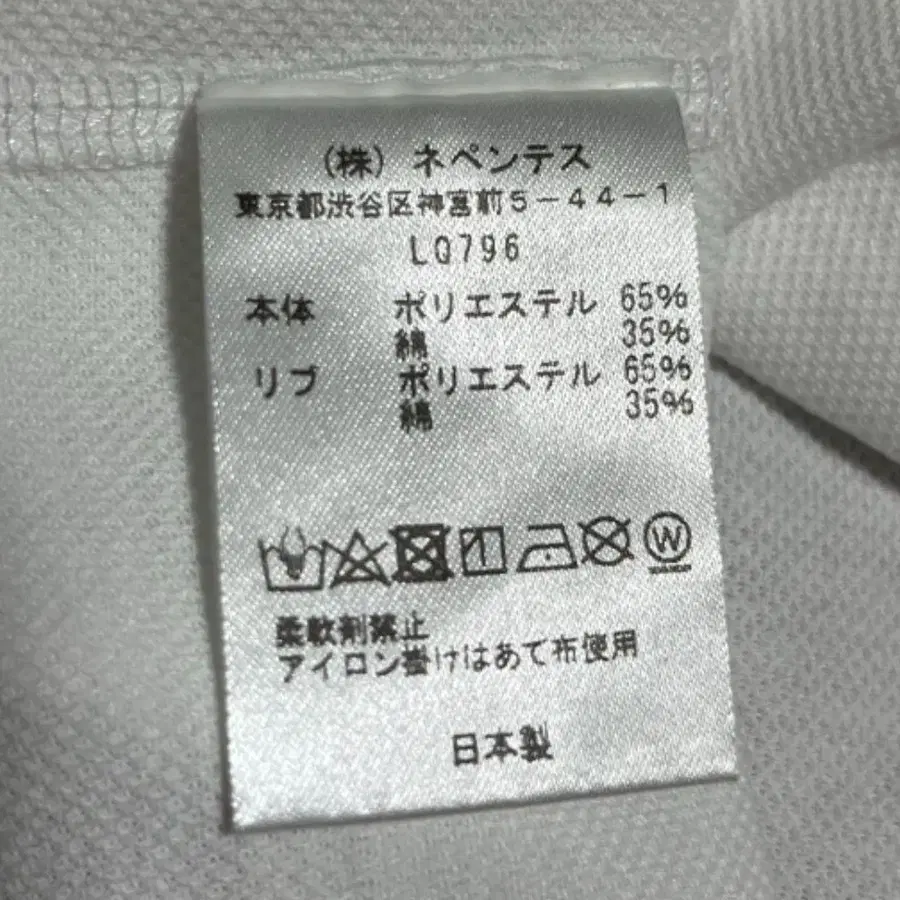 (株) ネペンテス
東京都渋谷区神宮前5-44-1
LQ796
本体 ポリエステル 65%
綿 35%
リブ ポリエステル 65%
綿 35%
W
柔軟剤禁止
アイロン掛けはあて布使用
日本製